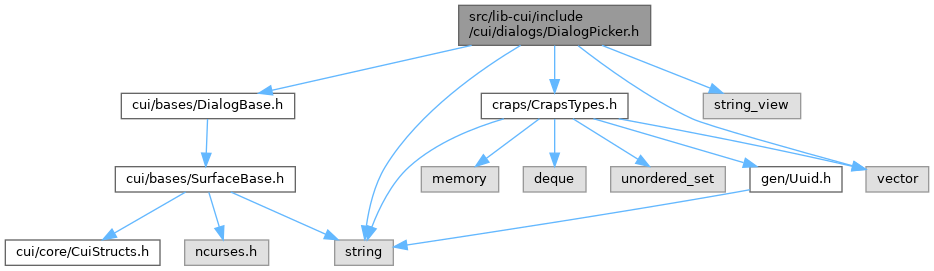 src/lib-cui/include
/cui/dialogs/DialogPicker.h
cui/bases/DialogBase.h
craps/CrapsTypes.h
string_view
cui/bases/SurfaceBase.h
memory
deque
unordered_set
gen/Uuid.h
vector
cui/core/CuiStructs.h
ncurses.h
string